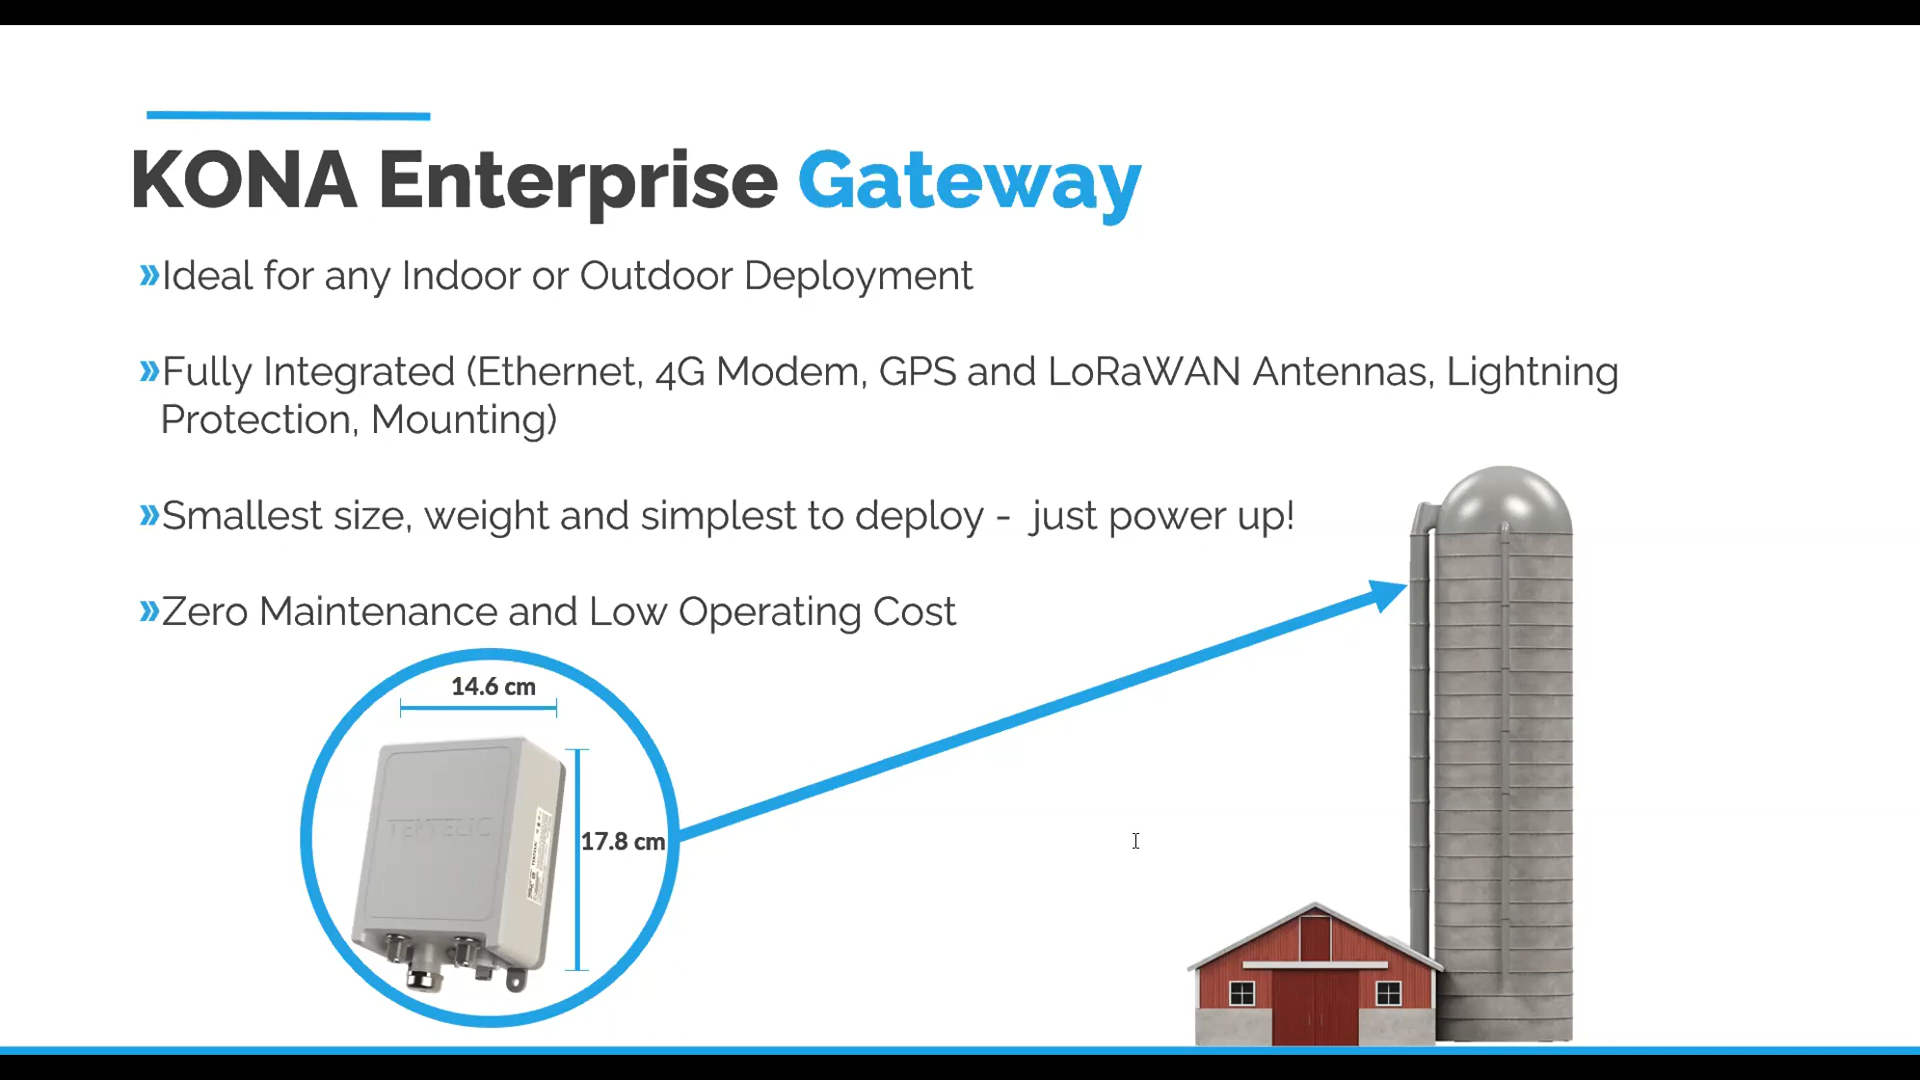 KONA Enterprise Gateway
»Ideal for any Indoor or Outdoor Deployment
»Fully Integrated (Ethernet, 4G Modem, GPS and LoRaWAN Antennas, Lightning
Protection, Mounting)
»Smallest size, weight and simplest to deploy - just power up!
»Zero Maintenance and Low Operating Cost
14.6 cm
TEKTELIC
17.8 cm